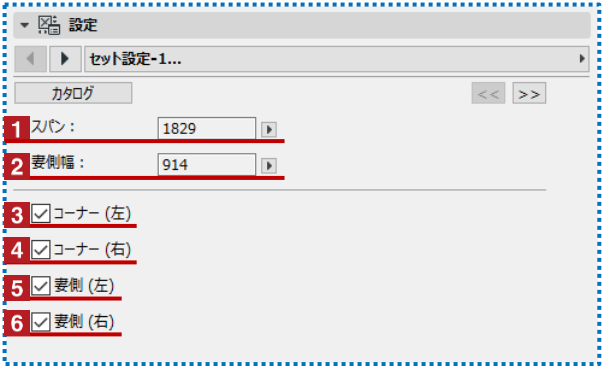 設定
セット設定-1...
カタログ << >>
1 スパン： 1829
2 妻側幅： 914
3 コーナー (左)
4 コーナー (右)
5 妻側 (左)
6 妻側 (右)